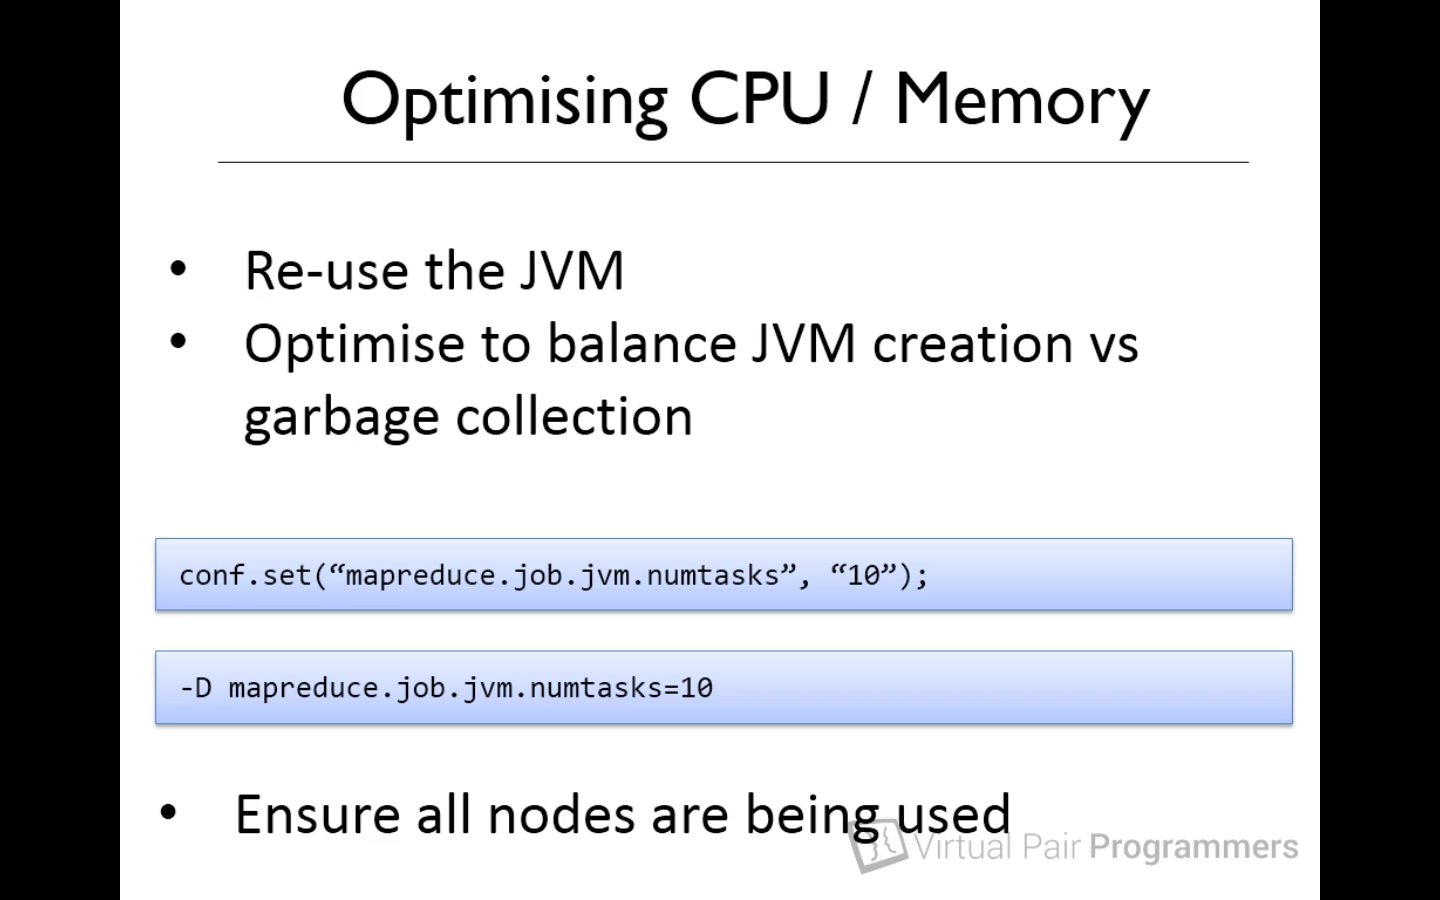 Optimising CPU / Memory
• Re-use the JVM
• Optimise to balance JVM creation vs
garbage collection
conf.set(“mapreduce.job.jvm.numtasks”, “10”);
-D mapreduce.job.jvm.numtasks=10
• Ensure all nodes are being used
Virtual Pair Programmers